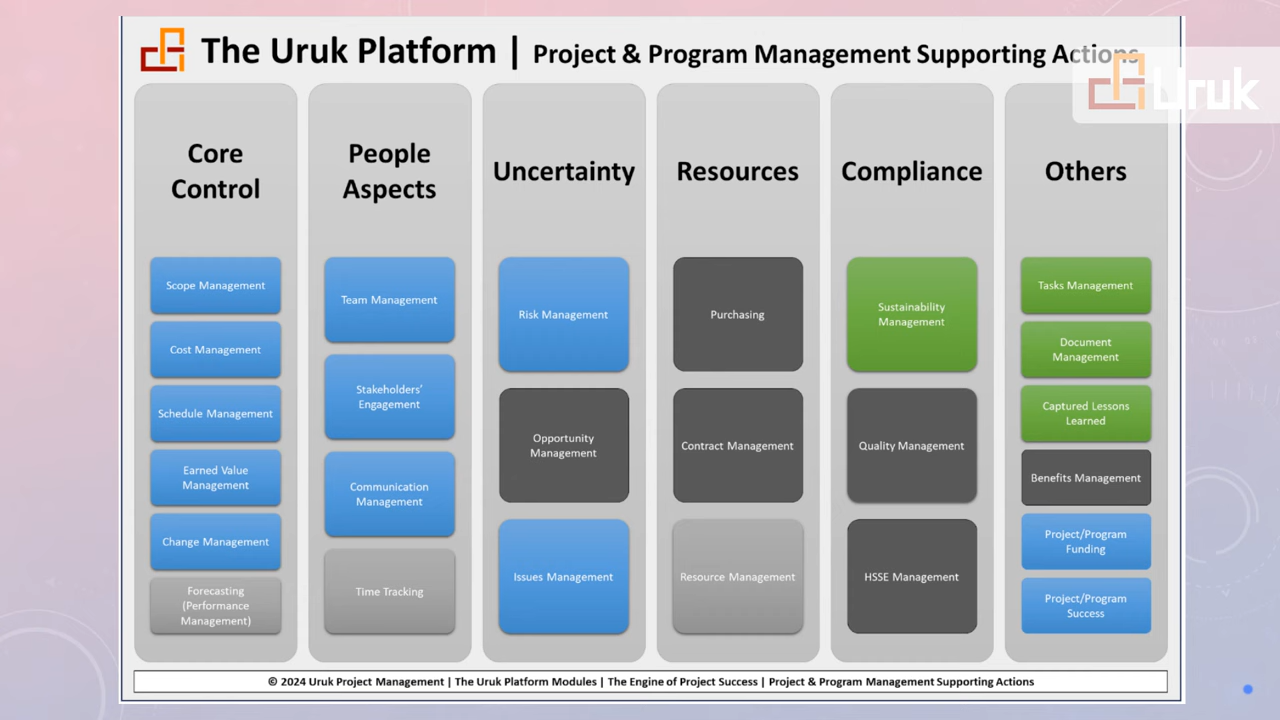 The Uruk Platform | Project & Program Management Supporting Actions
Uruk
Core
Control
Scope Management
Cost Management
Schedule Management
Earned Value
Management
Change Management
Forecasting
(Performance
Management)
People
Aspects
Team Management
Stakeholders’
Engagement
Communication
Management
Time Tracking
Uncertainty
Risk Management
Opportunity
Management
Issues Management
Resources
Purchasing
Contract Management
Resource Management
Compliance
Sustainability
Management
Quality Management
HSSE Management
Others
Tasks Management
Document
Management
Captured Lessons
Learned
Benefits Management
Project/Program
Funding
Project/Program
Success
© 2024 Uruk Project Management | The Uruk Platform Modules | The Engine of Project Success | Project & Program Management Supporting Actions